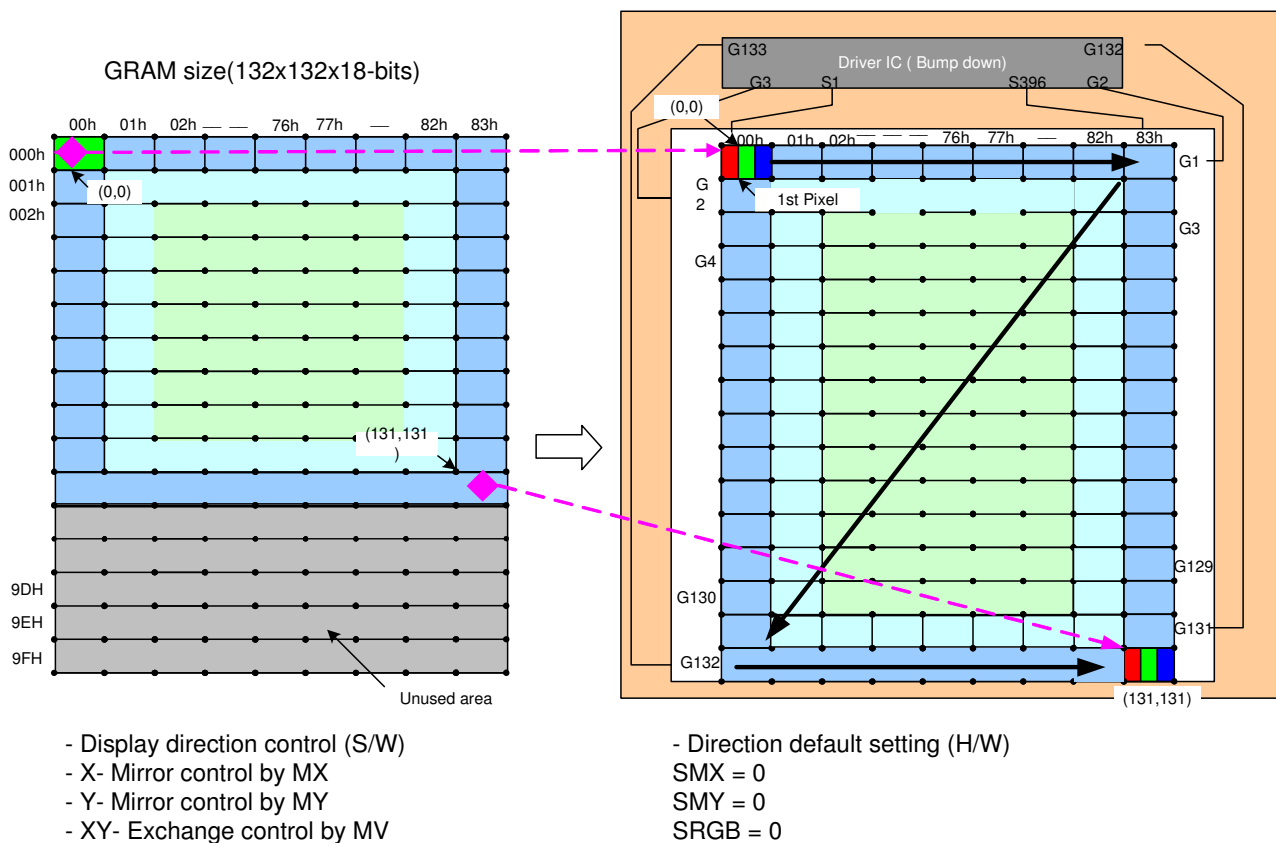 GRAM size(132x132x18-bits)
00h 01h 02h — — 76h 77h — 82h 83h
000h
001h
002h
(0,0)
(131,131
)
9DH
9EH
9FH
Unused area
G133 G132
Driver IC ( Bump down)
G3 S1 S396 G2
(0,0)
00h 01h 02h — — — — 76h 77h — 82h 83h
G1
G
2
1st Pixel
G3
G4
G129
G130
G131
G132
(131,131)
- Display direction control (S/W)
- X- Mirror control by MX
- Y- Mirror control by MY
- XY- Exchange control by MV
- Direction default setting (H/W)
SMX = 0
SMY = 0
SRGB = 0